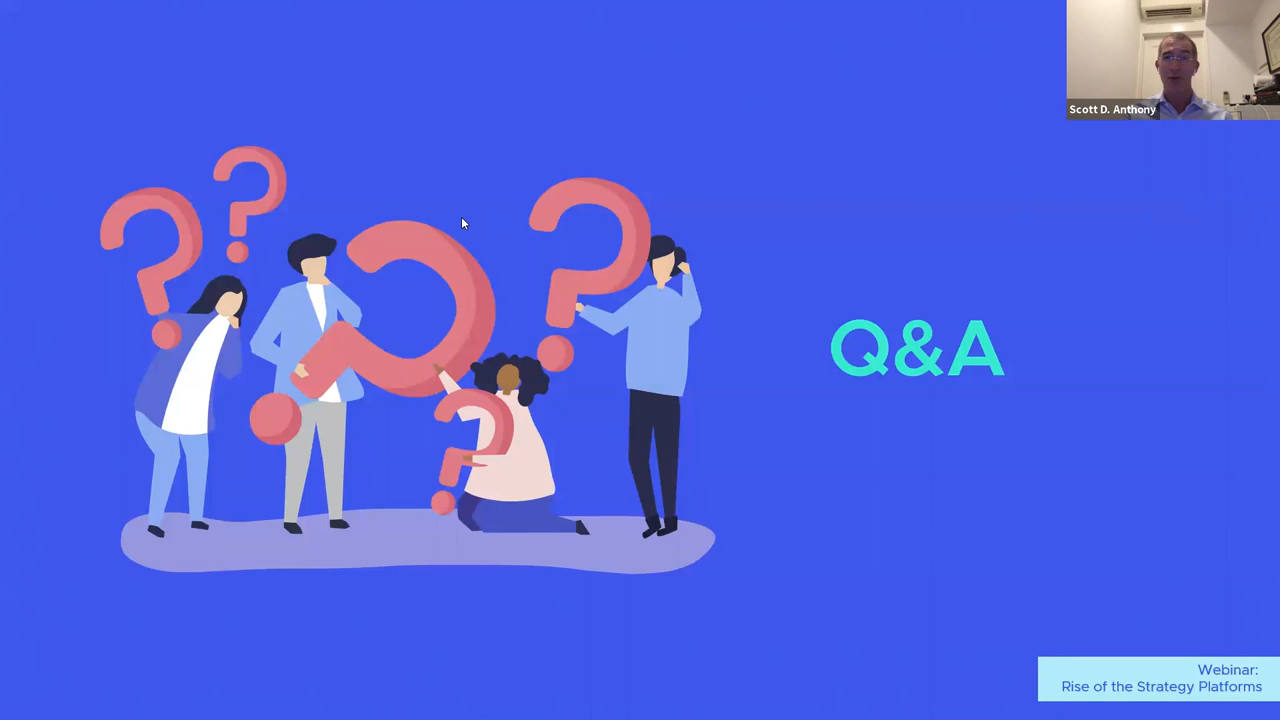 Scott D. Anthony
Q&A
Webinar:
Rise of the Strategy Platforms